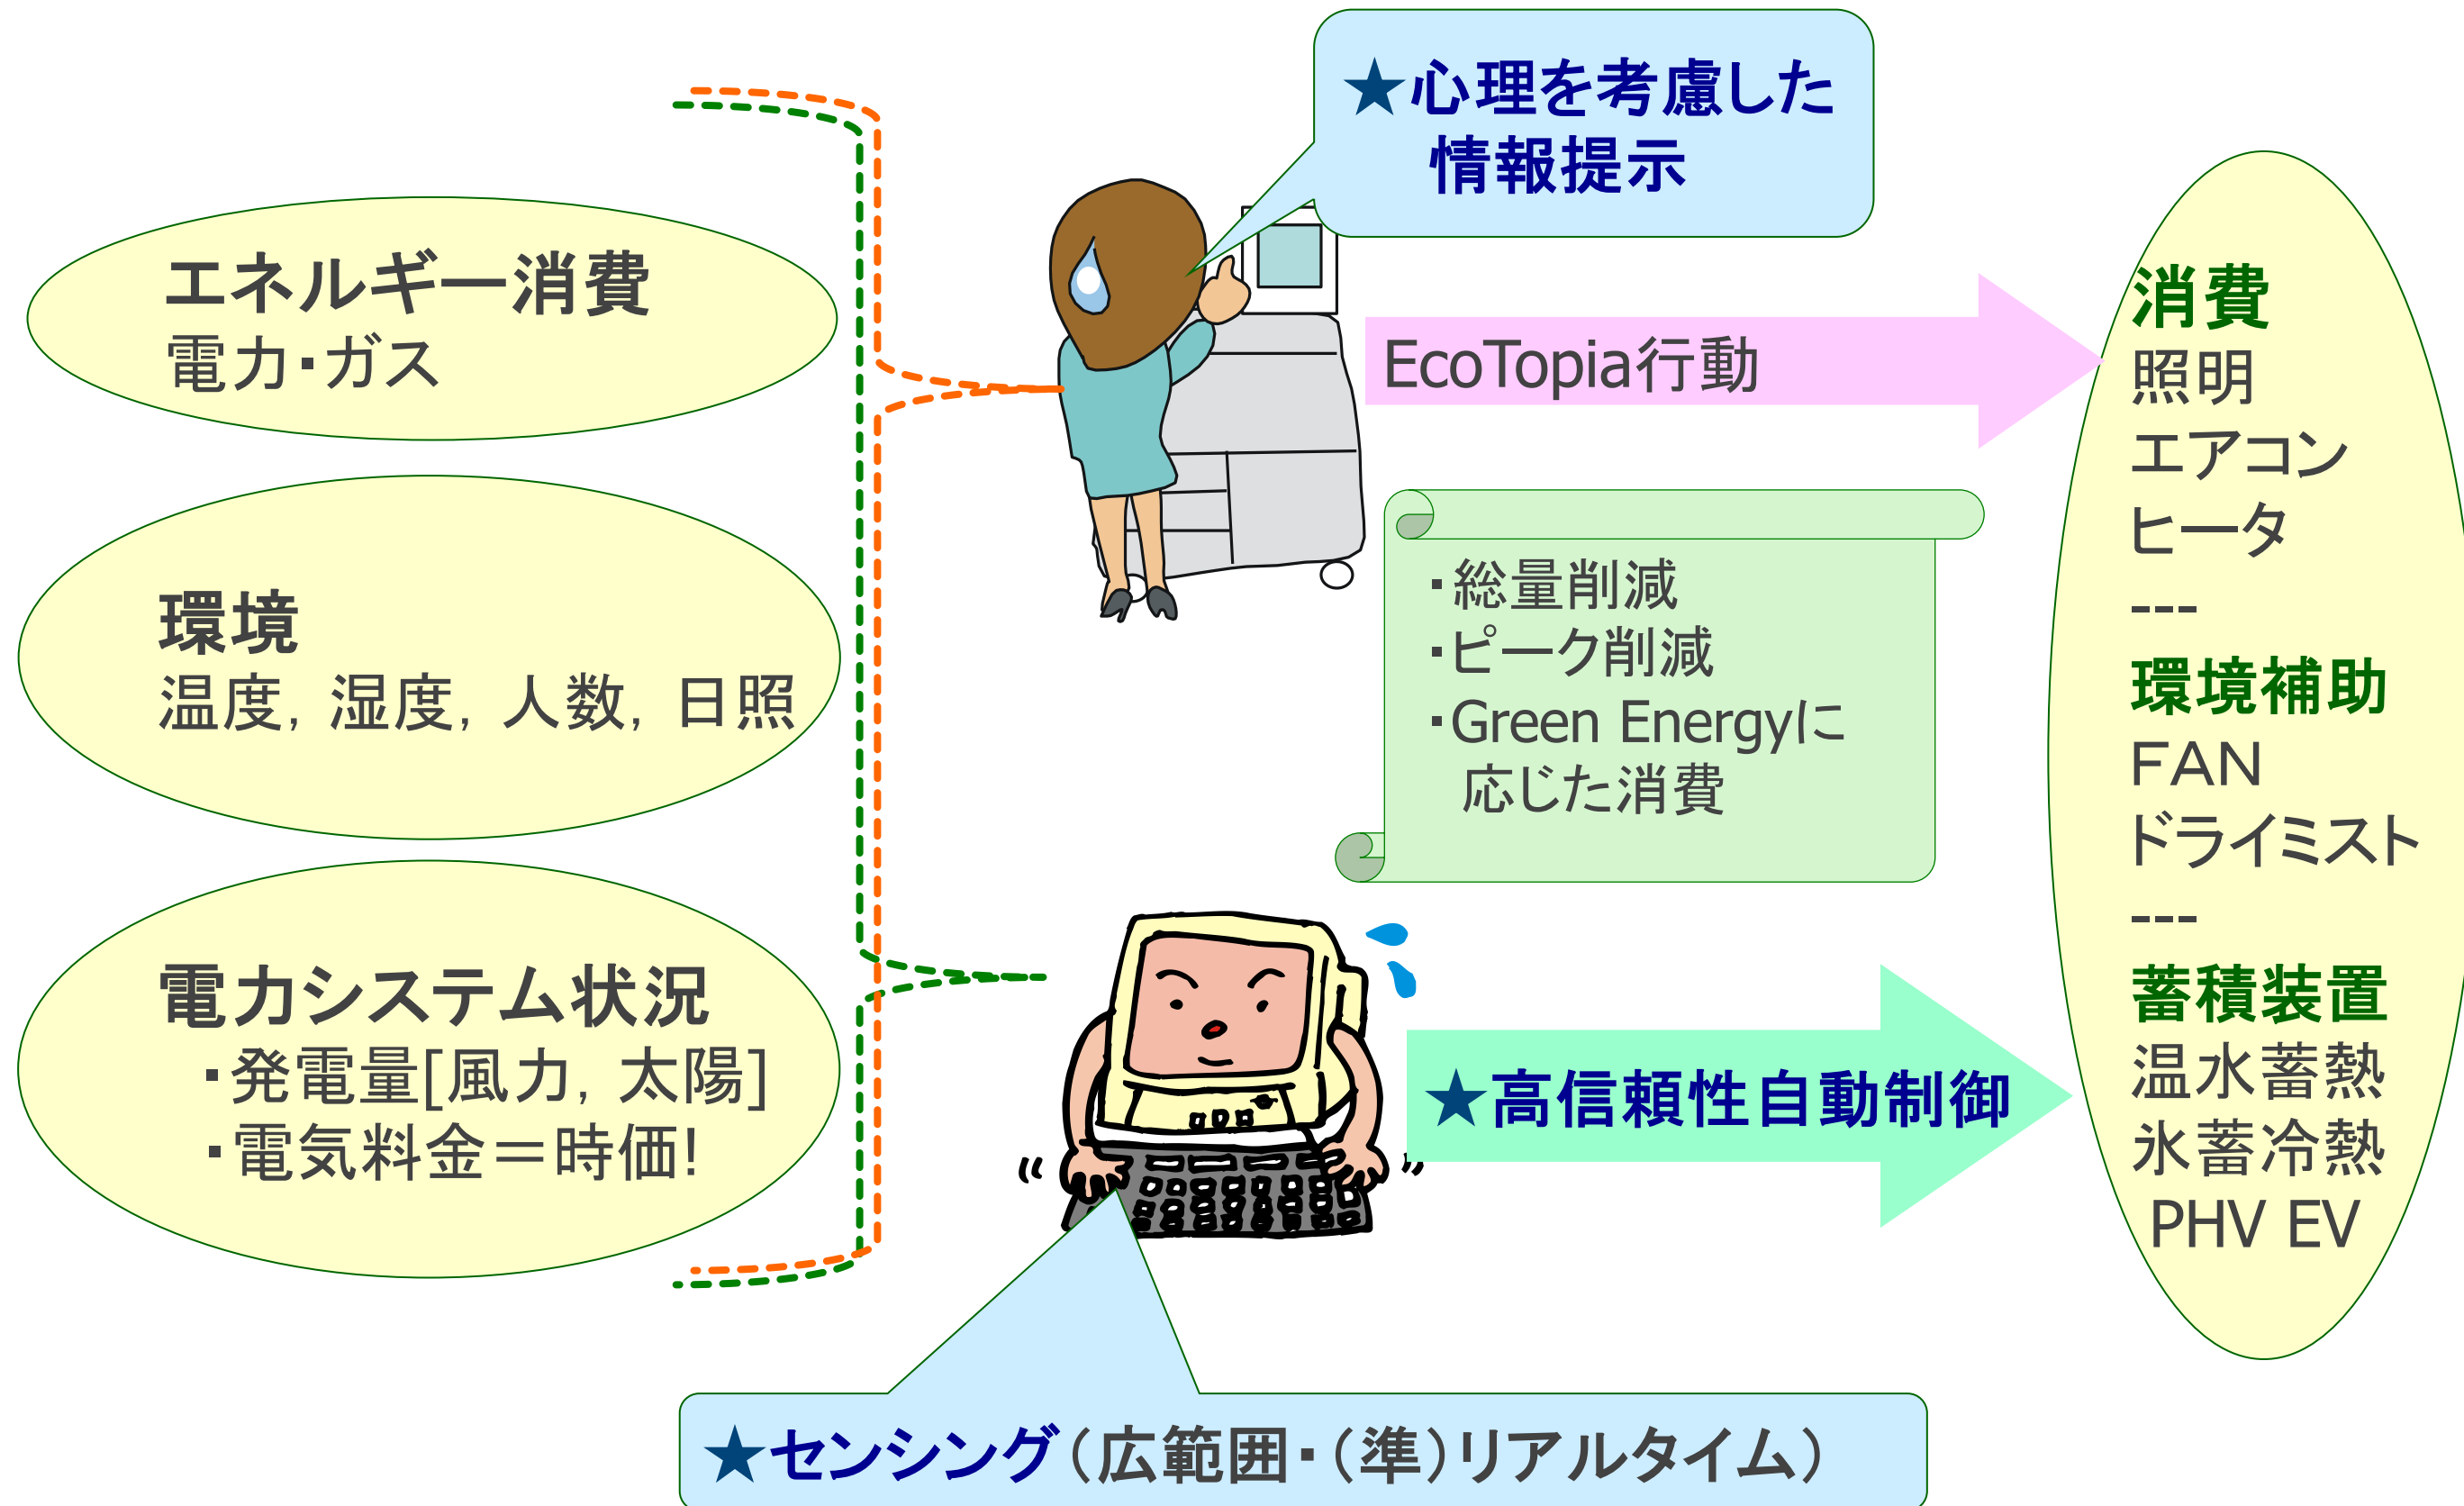 エネルギー消費
電力・ガス
環境
温度, 湿度, 人数, 日照
電力システム状況
・発電量[風力, 太陽]
・電気料金＝時価!
★心理を考慮した
情報提示
EcoTopia行動
・総量削減
・ピーク削減
・Green Energyに
応じた消費
★高信頼性自動制御
★センシング（広範囲・（準）リアルタイム）
消費
照明
エアコン
ヒータ
---
環境補助
FAN
ドライミスト
---
蓄積装置
温水蓄熱
氷蓄冷熱
PHV EV